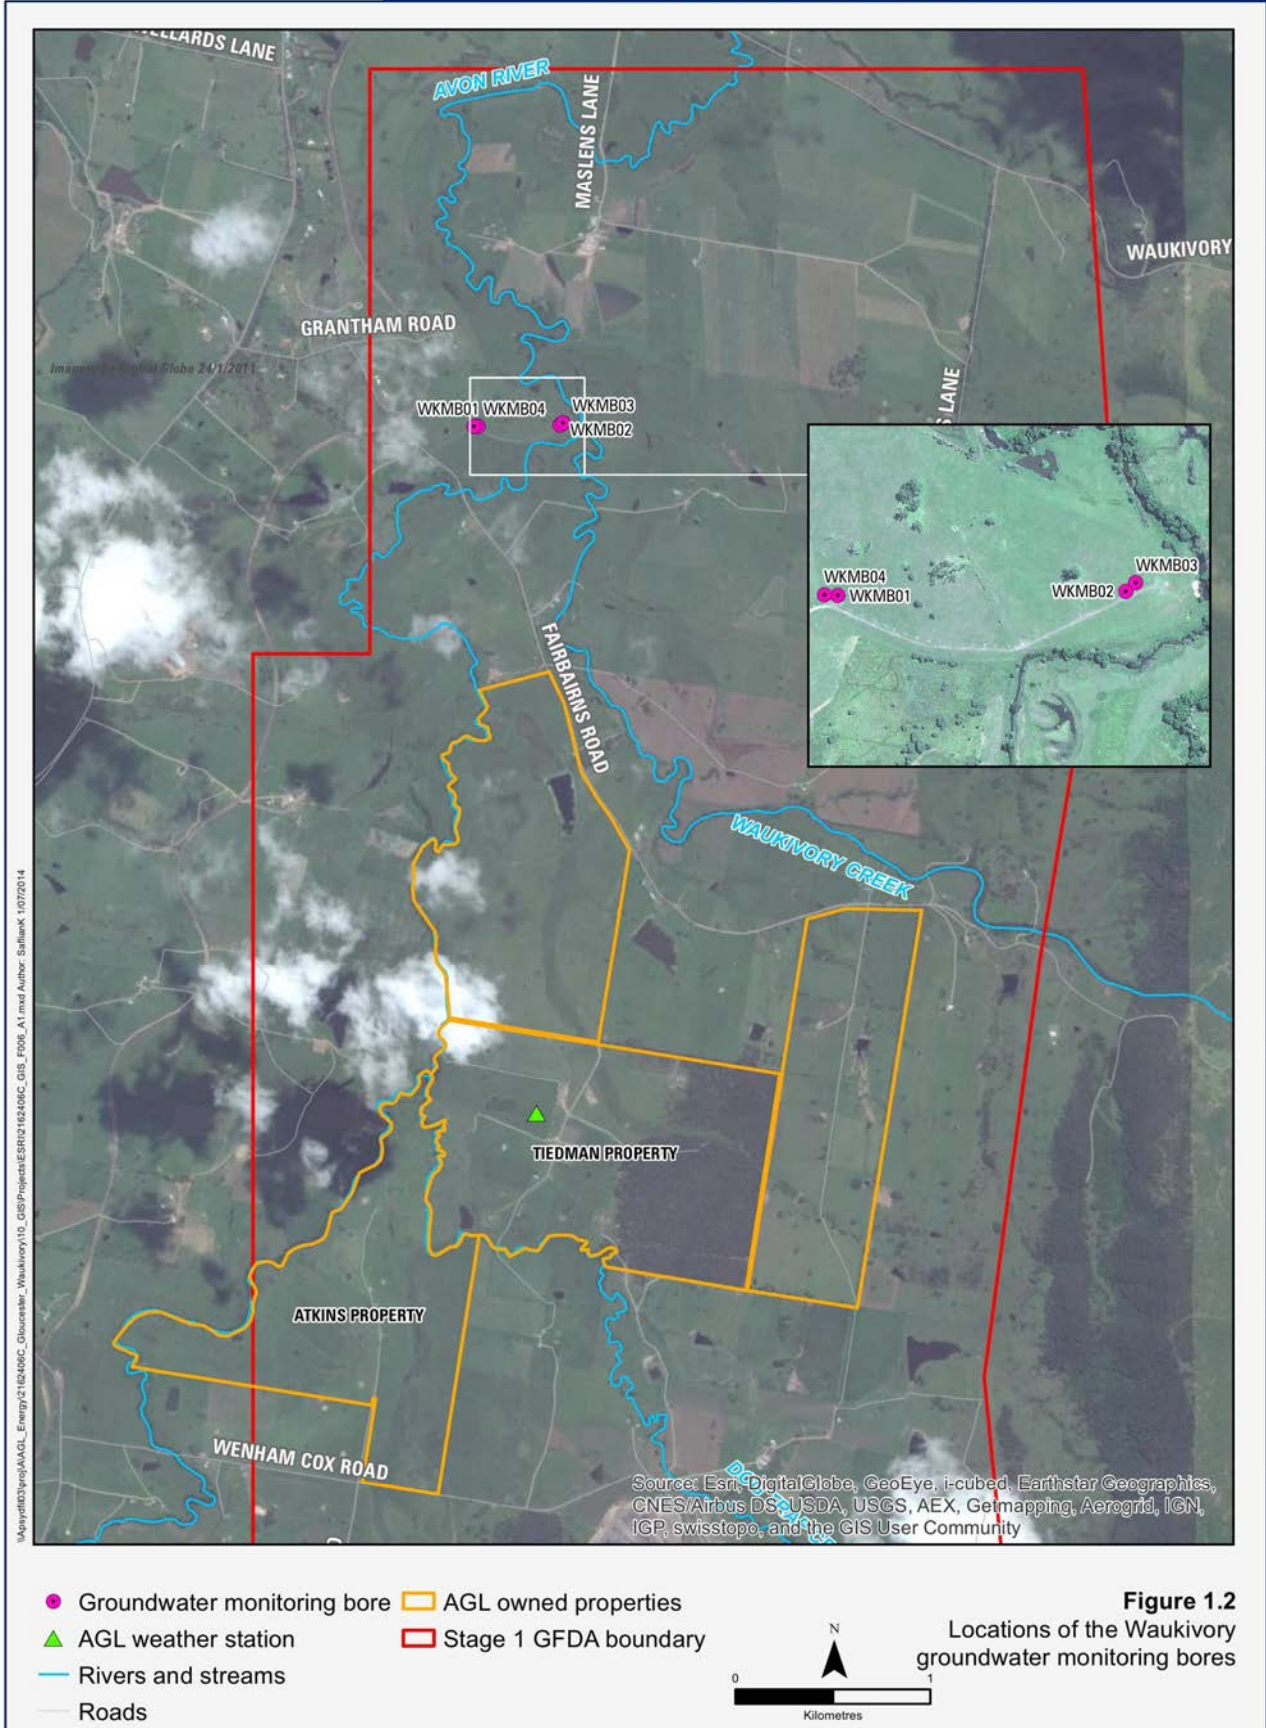 AVON RIVER
MASLENS LANE
WAUKIVORY
GRANTHAM ROAD
Imagery by Digital Globe 24/1/2011
LANE
WKMB01 WKMB04
WKMB03
WKMB02
WKMB04
WKMB01
WKMB03
WKMB02
FAIRBAIRNS ROAD
WAUKIVORY CREEK
TIEDMAN PROPERTY
ATKINS PROPERTY
WENHAM COX ROAD
Source: Esri, DigitalGlobe, GeoEye, i-cubed, Earthstar Geographics,
CNES/Airbus DS, USDA, USGS, AEX, Getmapping, Aerogrid, IGN,
IGP, swisstopo, and the GIS User Community
Groundwater monitoring bore
AGL weather station
Rivers and streams
Roads
AGL owned properties
Stage 1 GFDA boundary
N
0 1
Kilometres
Figure 1.2
Locations of the Waukivory
groundwater monitoring bores